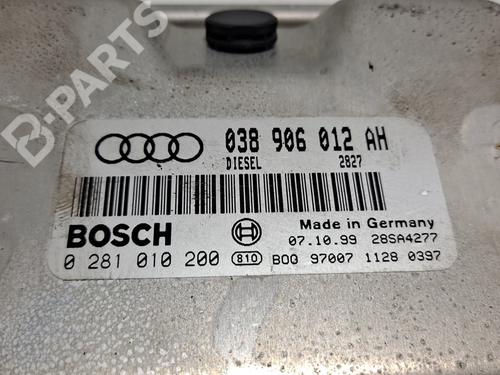 B-PARTS
038 906 012 AH
DIESEL 2827
BOSCH
Made in Germany
07.10.99 28SA4277
0 281 010 200 810 BOG 97007 1128 0397